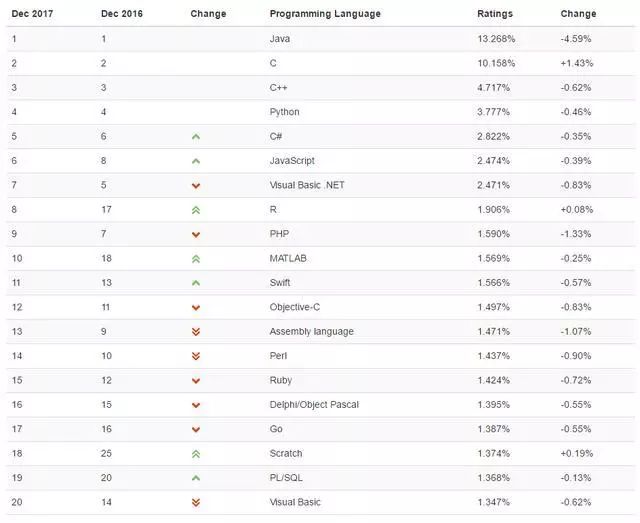 Dec 2017 Dec 2016 Change Programming Language Ratings Change
1 1 Java 13.268% -4.59%
2 2 C 10.158% +1.43%
3 3 C++ 4.717% -0.62%
4 4 Python 3.777% -0.46%
5 6 C# 2.822% -0.35%
6 8 JavaScript 2.474% -0.39%
7 5 Visual Basic .NET 2.471% -0.83%
8 17 R 1.906% +0.08%
9 7 PHP 1.590% -1.33%
10 18 MATLAB 1.569% -0.25%
11 13 Swift 1.566% -0.57%
12 11 Objective-C 1.497% -0.83%
13 9 Assembly language 1.471% -1.07%
14 10 Perl 1.437% -0.90%
15 12 Ruby 1.424% -0.72%
16 15 Delphi/Object Pascal 1.395% -0.55%
17 16 Go 1.387% -0.55%
18 25 Scratch 1.374% +0.19%
19 20 PL/SQL 1.368% -0.13%
20 14 Visual Basic 1.347% -0.62%